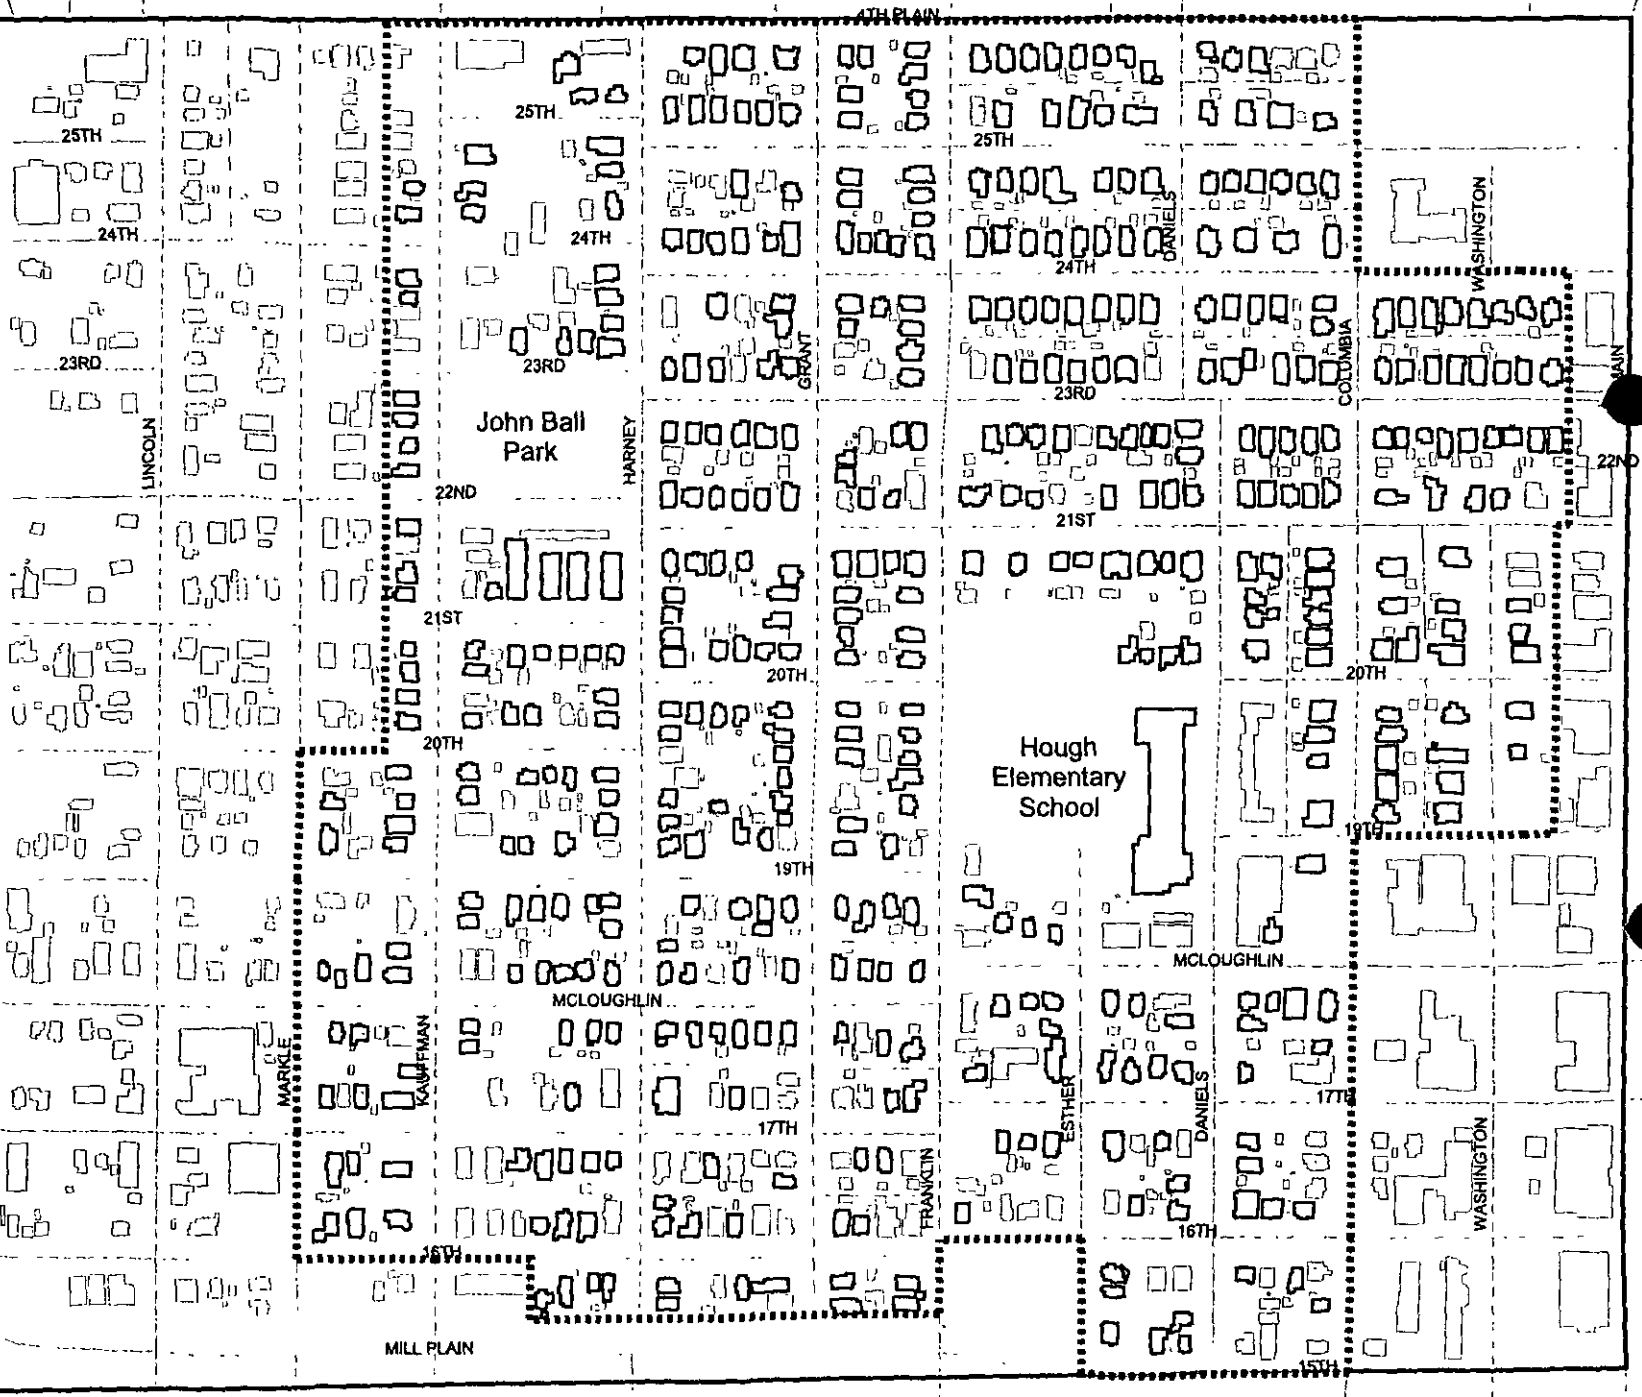 4TH PLAIN
25TH
25TH
25TH
24TH
24TH
DANIELS
24TH
WASHINGTON
23RD
23RD
GRANT
23RD
COLUMBIA
MAIN
LINCOLN
John Ball
Park
HARNEY
22ND
22ND
21ST
21ST
20TH
20TH
20TH
Hough
Elementary
School
19TH
19TH
MCLOUGHLIN
MCLOUGHLIN
MARKLE
KAUFFMAN
ESTHER
DANIELS
17TH
17TH
FRANKLIN
WASHINGTON
16TH
16TH
MILL PLAIN
15TH